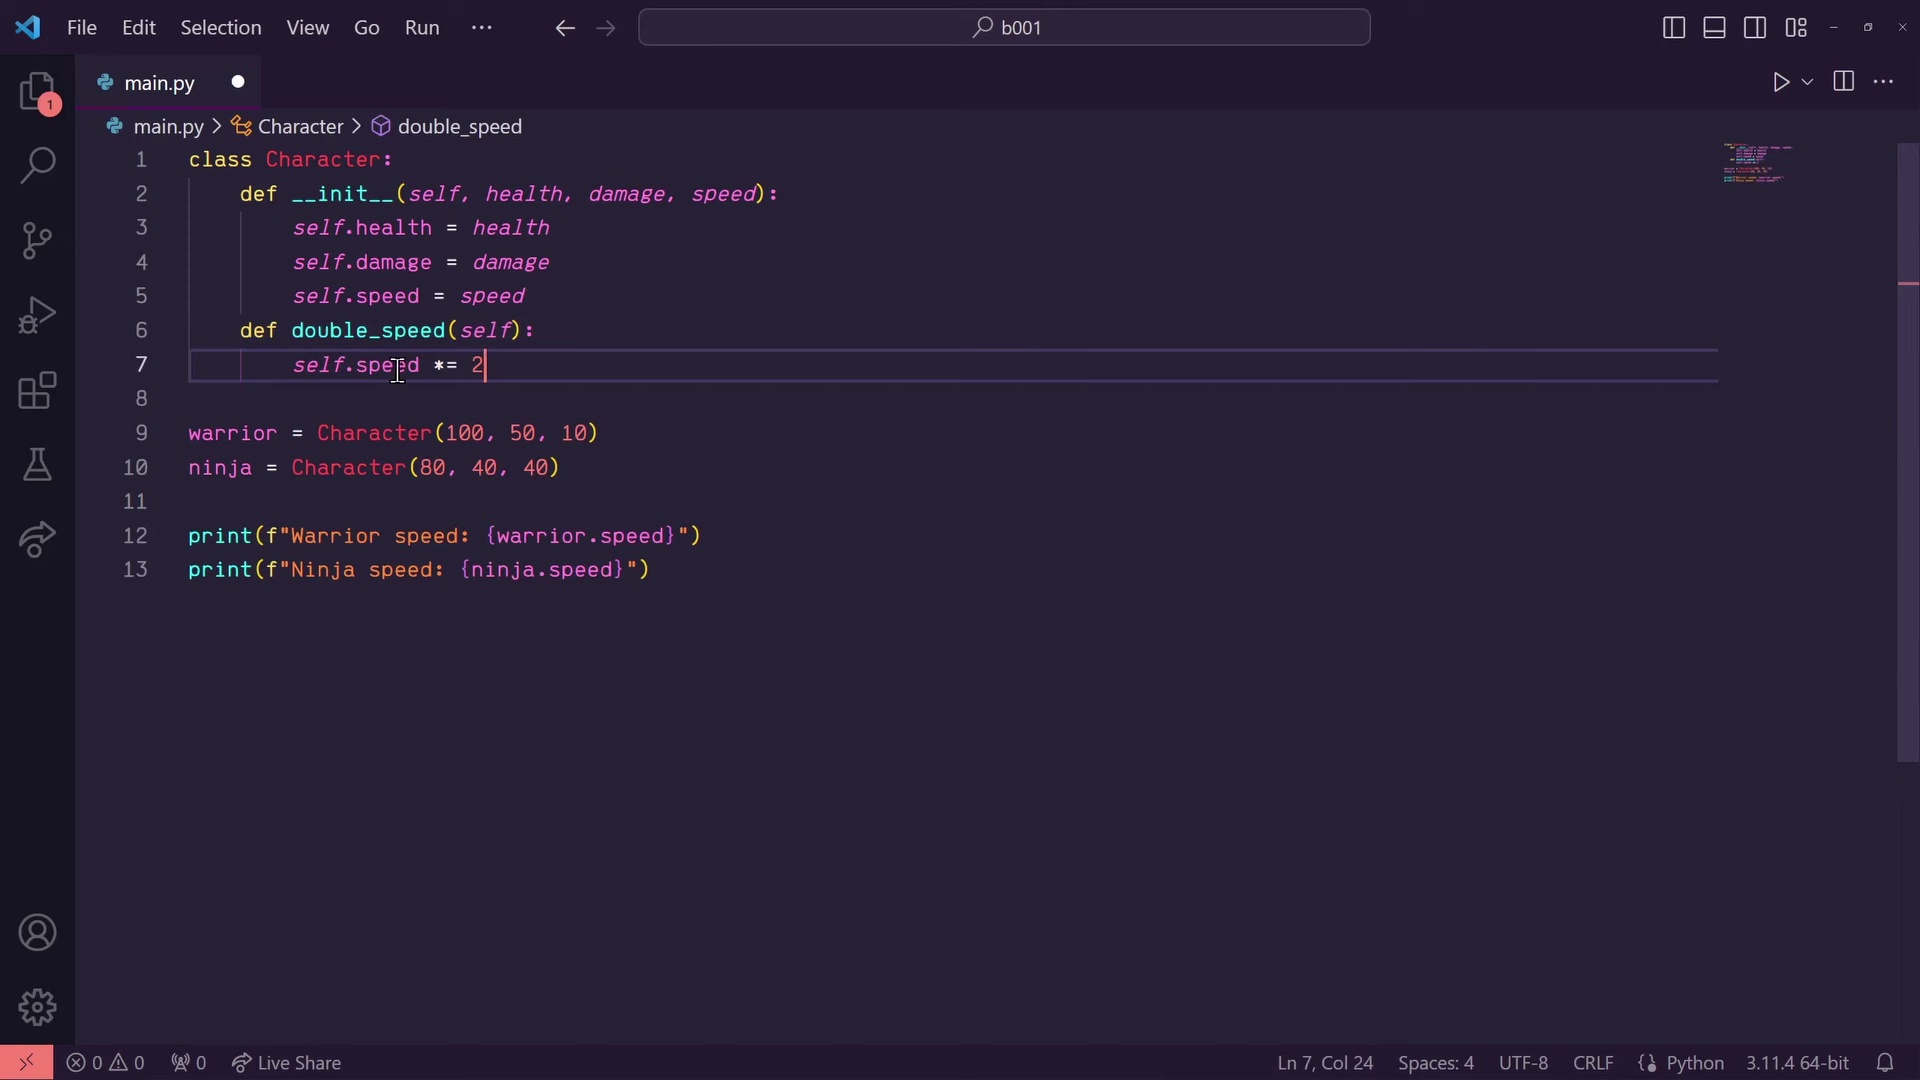 File Edit Selection View Go Run ··· b001
main.py
1
main.py > Character > double_speed
1 class Character:
2     def __init__(self, health, damage, speed):
3         self.health = health
4         self.damage = damage
5         self.speed = speed
6     def double_speed(self):
7         self.speed *= 2
8
9 warrior = Character(100, 50, 10)
10 ninja = Character(80, 40, 40)
11
12 print(f"Warrior speed: {warrior.speed}")
13 print(f"Ninja speed: {ninja.speed}")
0 0 0 Live Share Ln 7, Col 24 Spaces: 4 UTF-8 CRLF Python 3.11.4 64-bit